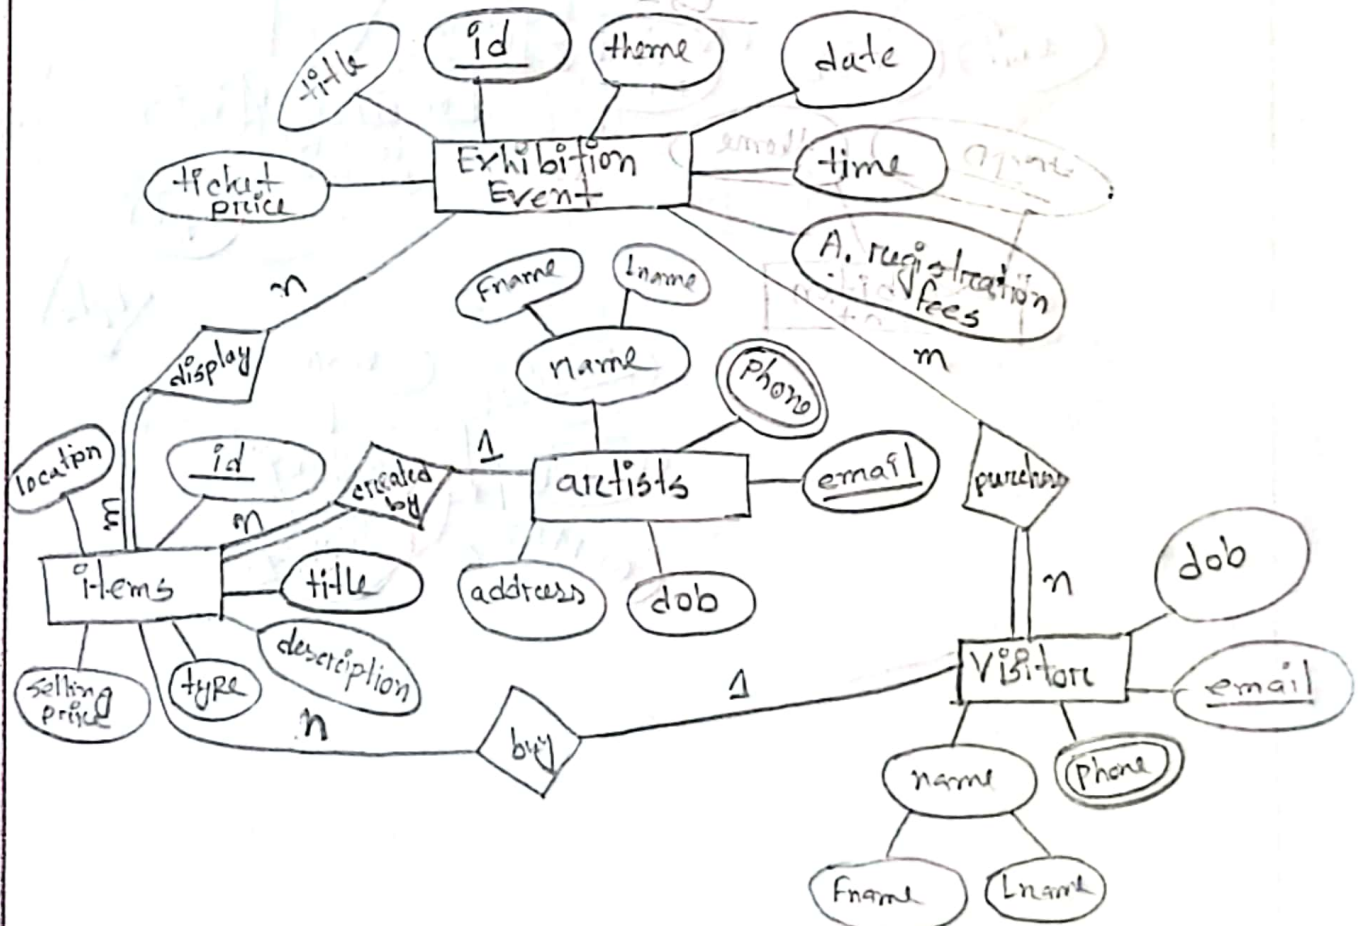 title
id
theme
date
Exhibition
Event
time
ticket
price
A. registration
fees
n
Fname
Lname
m
display
name
phone
location
id
1
artists
email
created
by
purchase
m
n
items
title
address
dob
n
dob
description
Visitor
email
selling
price
type
1
n
buy
name
phone
Fname
Lname